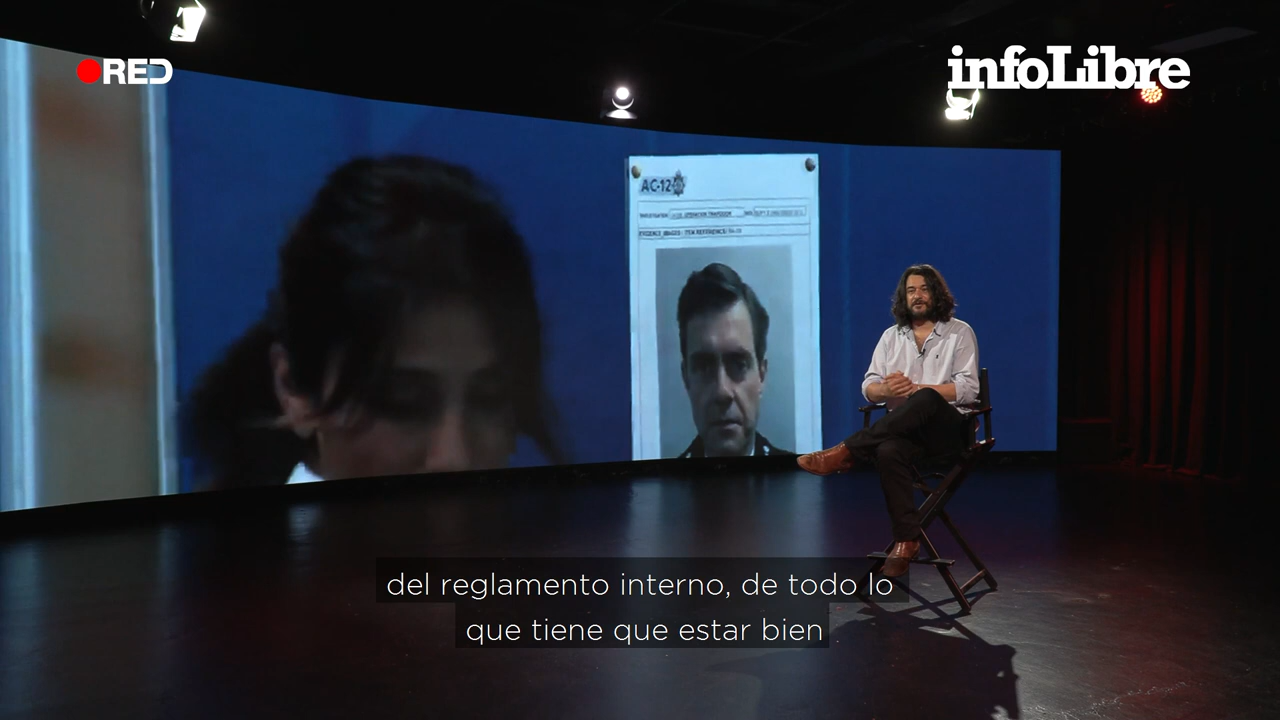 RED
infoLibre
AC-12
del reglamento interno, de todo lo
que tiene que estar bien